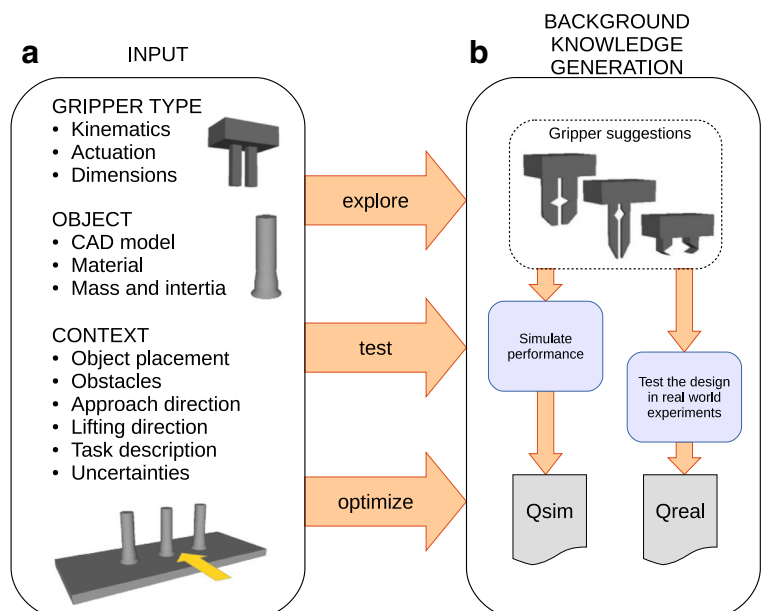 a
INPUT
GRIPPER TYPE
• Kinematics
• Actuation
• Dimensions
OBJECT
• CAD model
• Material
• Mass and inertia
CONTEXT
• Object placement
• Obstacles
• Approach direction
• Lifting direction
• Task description
• Uncertainties
explore
test
optimize
b
BACKGROUND
KNOWLEDGE
GENERATION
Gripper suggestions
Simulate
performance
Test the design
in real world
experiments
Qsim
Qreal